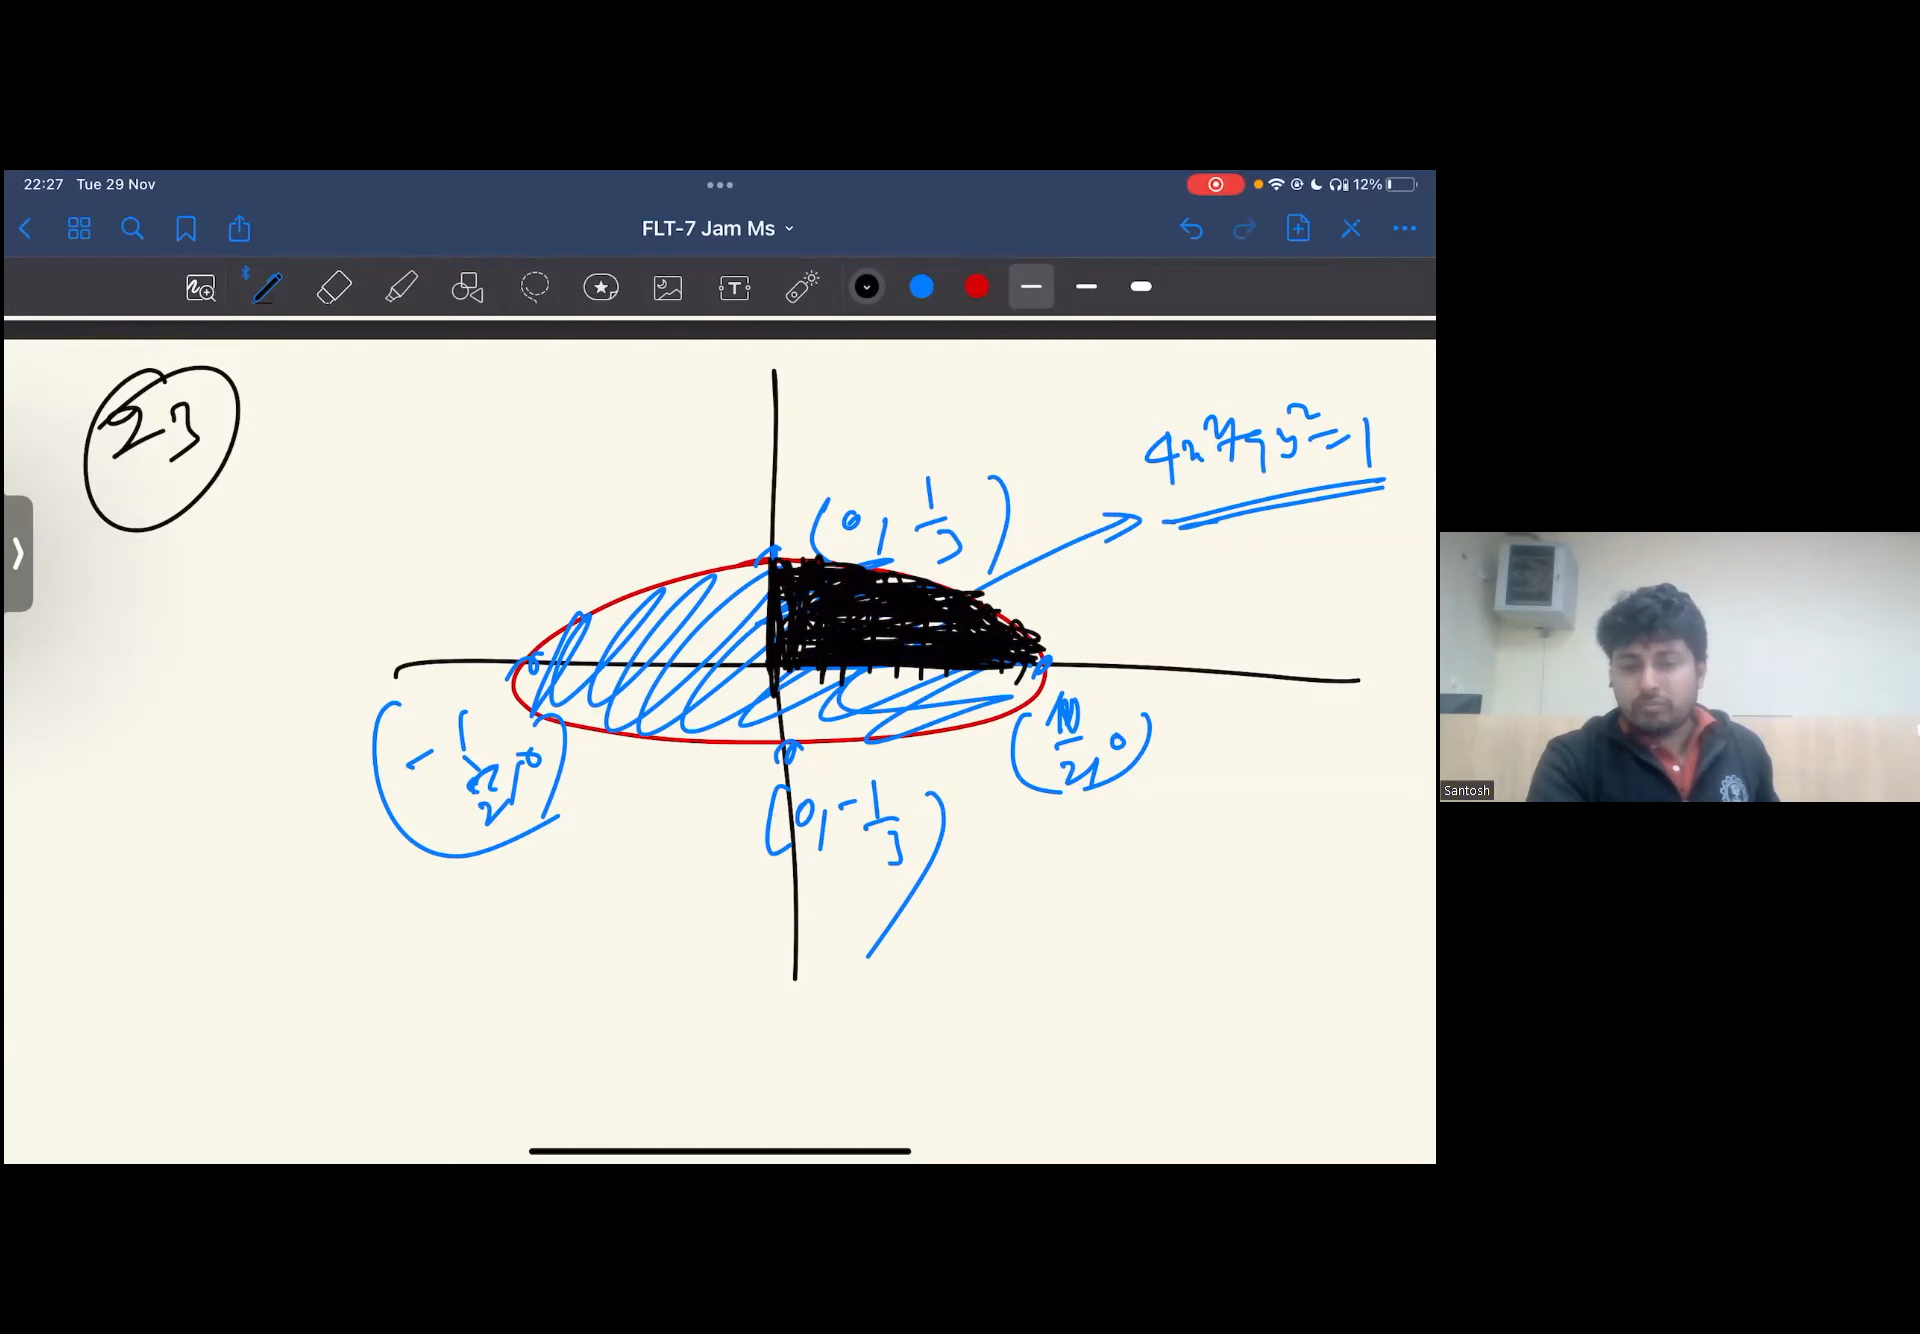 22:27 Tue 29 Nov
12%
FLT-7 Jam Ms
T
23
4x²+9y²=1
(0, 1/3)
(-1/2, 0)
( /2, 0)
(0, -1/3)
Santosh